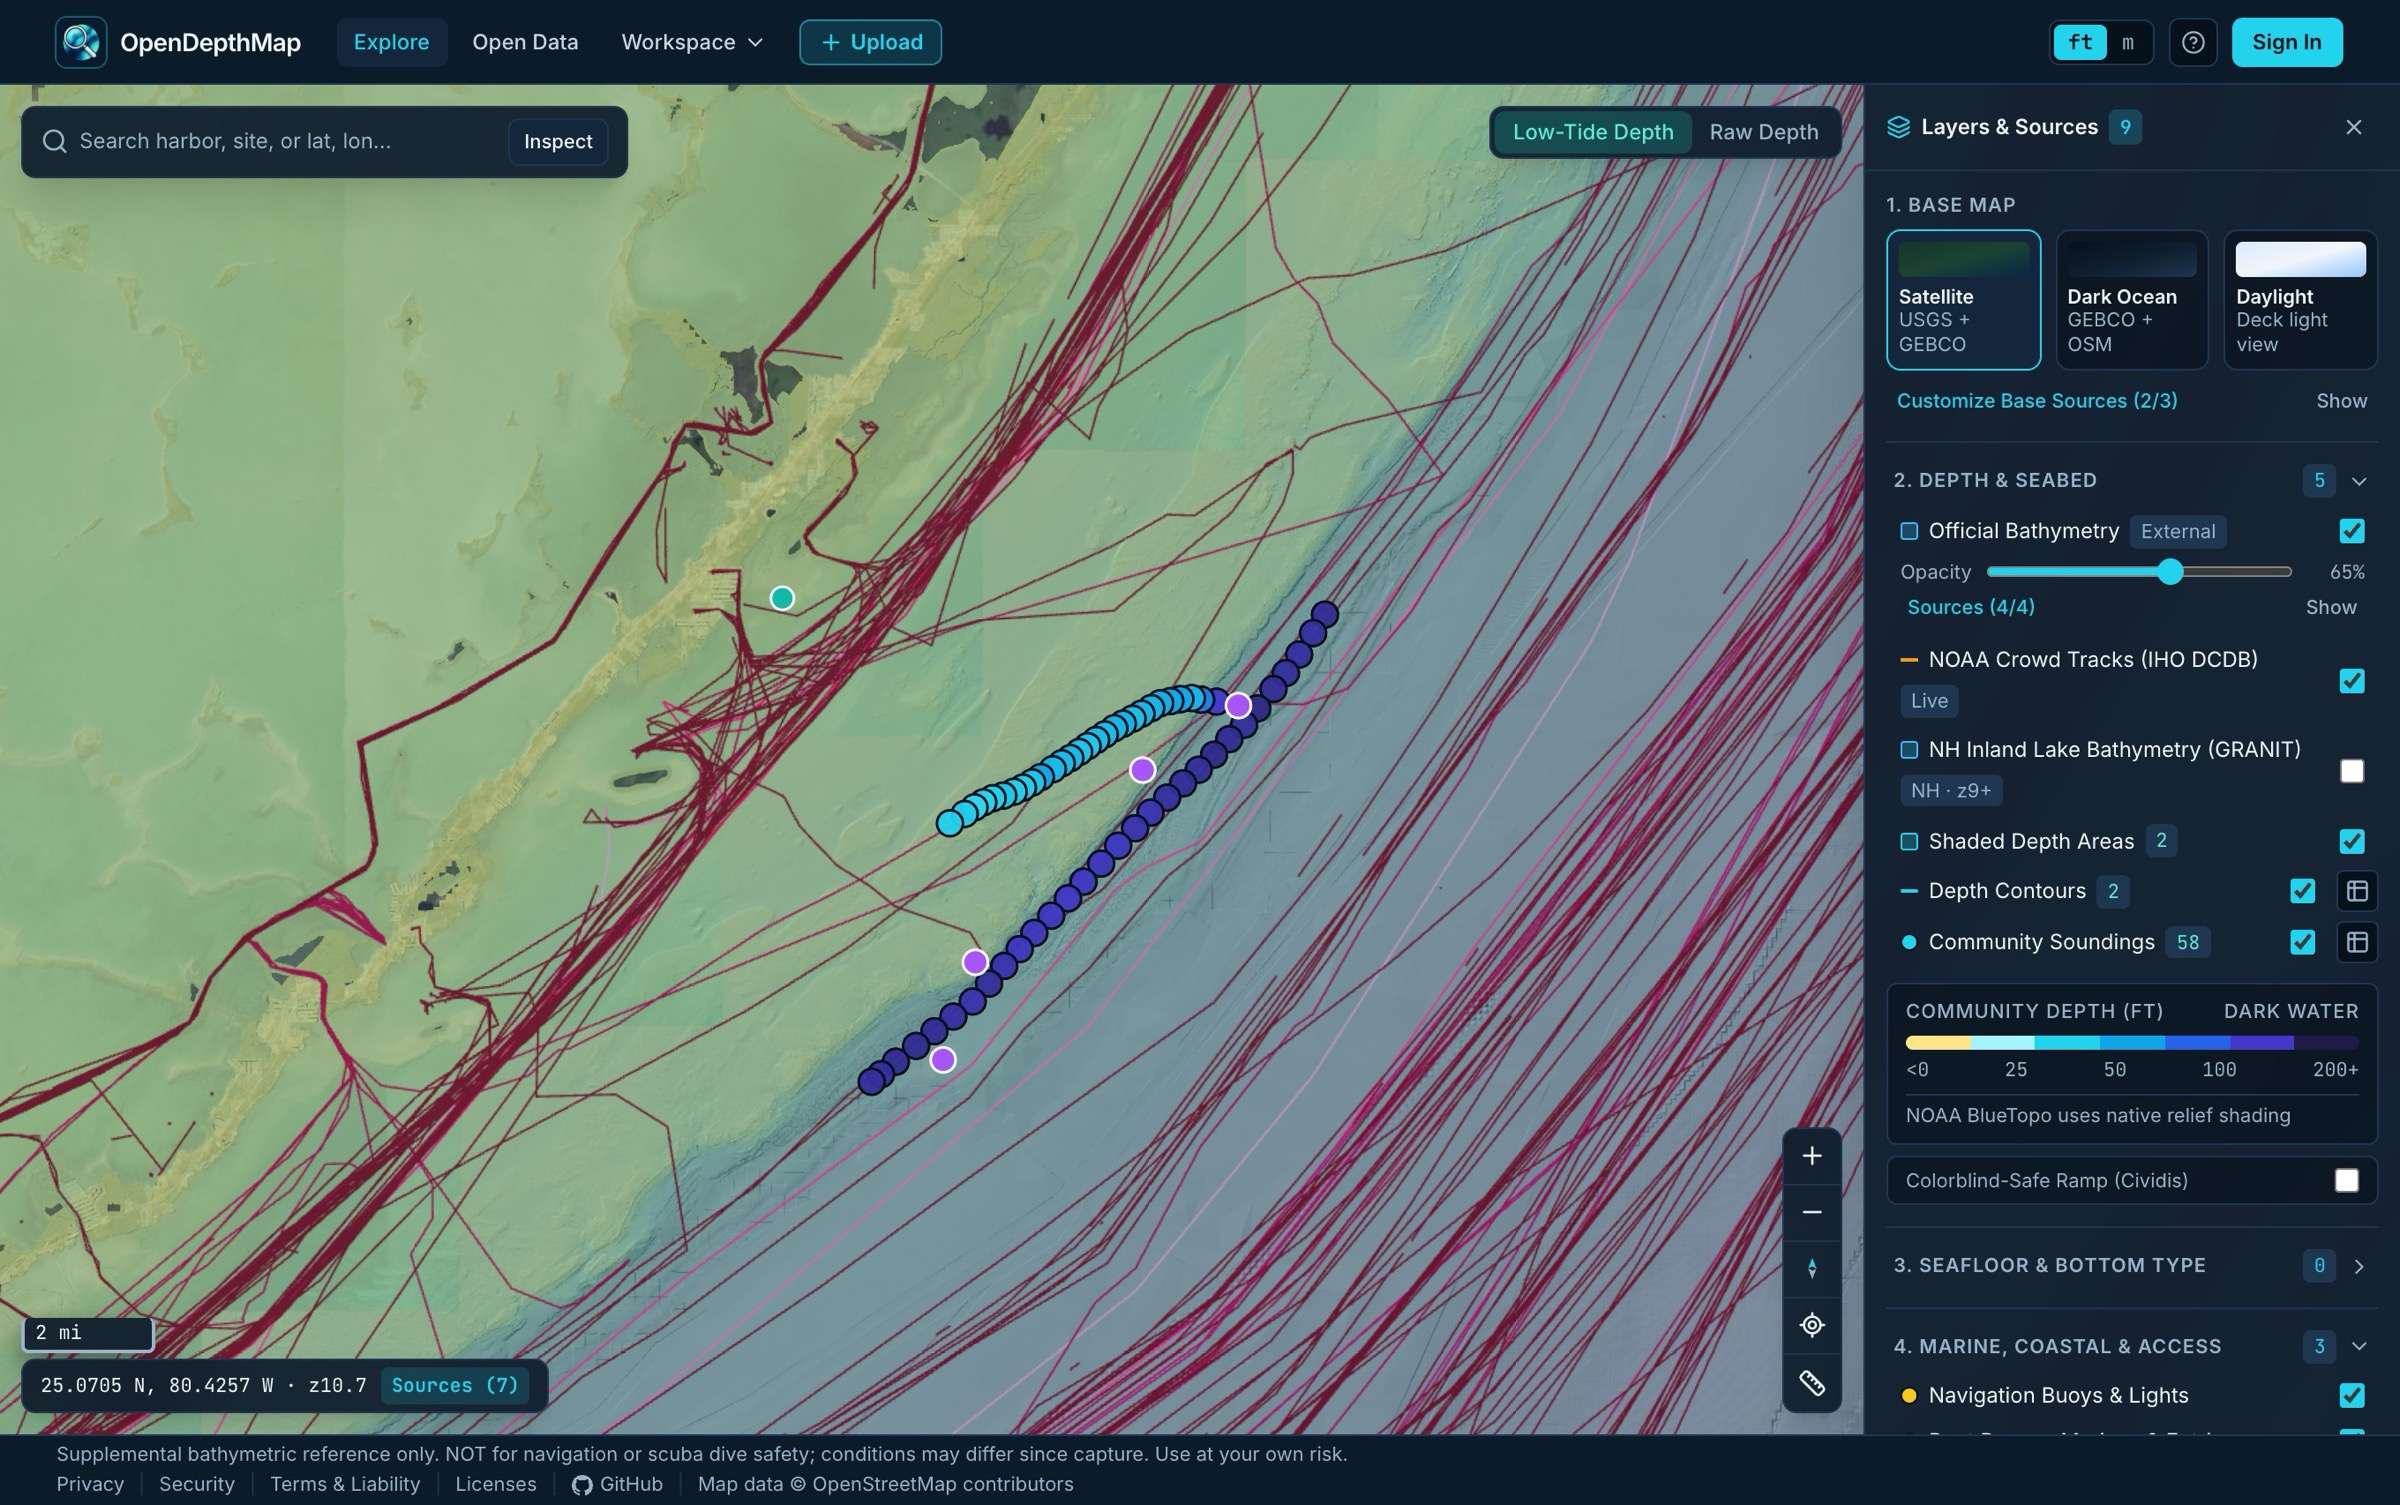 OpenDepthMap
Explore
Open Data
Workspace
+ Upload
ft m
Sign In
Search harbor, site, or lat, lon...
Inspect
Low-Tide Depth
Raw Depth
Layers & Sources 9
1. BASE MAP
Satellite
USGS +
GEBCO
Dark Ocean
GEBCO +
OSM
Daylight
Deck light
view
Customize Base Sources (2/3)
Show
2. DEPTH & SEABED 5
Official Bathymetry External
Opacity 65%
Sources (4/4) Show
NOAA Crowd Tracks (IHO DCDB)
Live
NH Inland Lake Bathymetry (GRANIT)
NH · z9+
Shaded Depth Areas 2
Depth Contours 2
Community Soundings 58
COMMUNITY DEPTH (FT) DARK WATER
<0 25 50 100 200+
NOAA BlueTopo uses native relief shading
Colorblind-Safe Ramp (Cividis)
3. SEAFLOOR & BOTTOM TYPE 0
4. MARINE, COASTAL & ACCESS 3
Navigation Buoys & Lights
2 mi
25.0705 N, 80.4257 W · z10.7 Sources (7)
Supplemental bathymetric reference only. NOT for navigation or scuba dive safety; conditions may differ since capture. Use at your own risk.
Privacy
Security
Terms & Liability
Licenses
GitHub
Map data © OpenStreetMap contributors